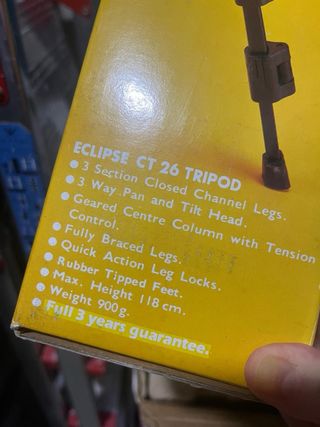 ECLIPSE CT 26 TRIPOD
• 3 Section Closed Channel Legs.
• 3 Way Pan and Tilt Head.
• Geared Centre Column with Tension
Control.
• Fully Braced Legs.
• Quick Action Leg Locks.
• Rubber Tipped Feet.
• Max. Height 118 cm.
• Weight 900g.
• Full 3 years guarantee.